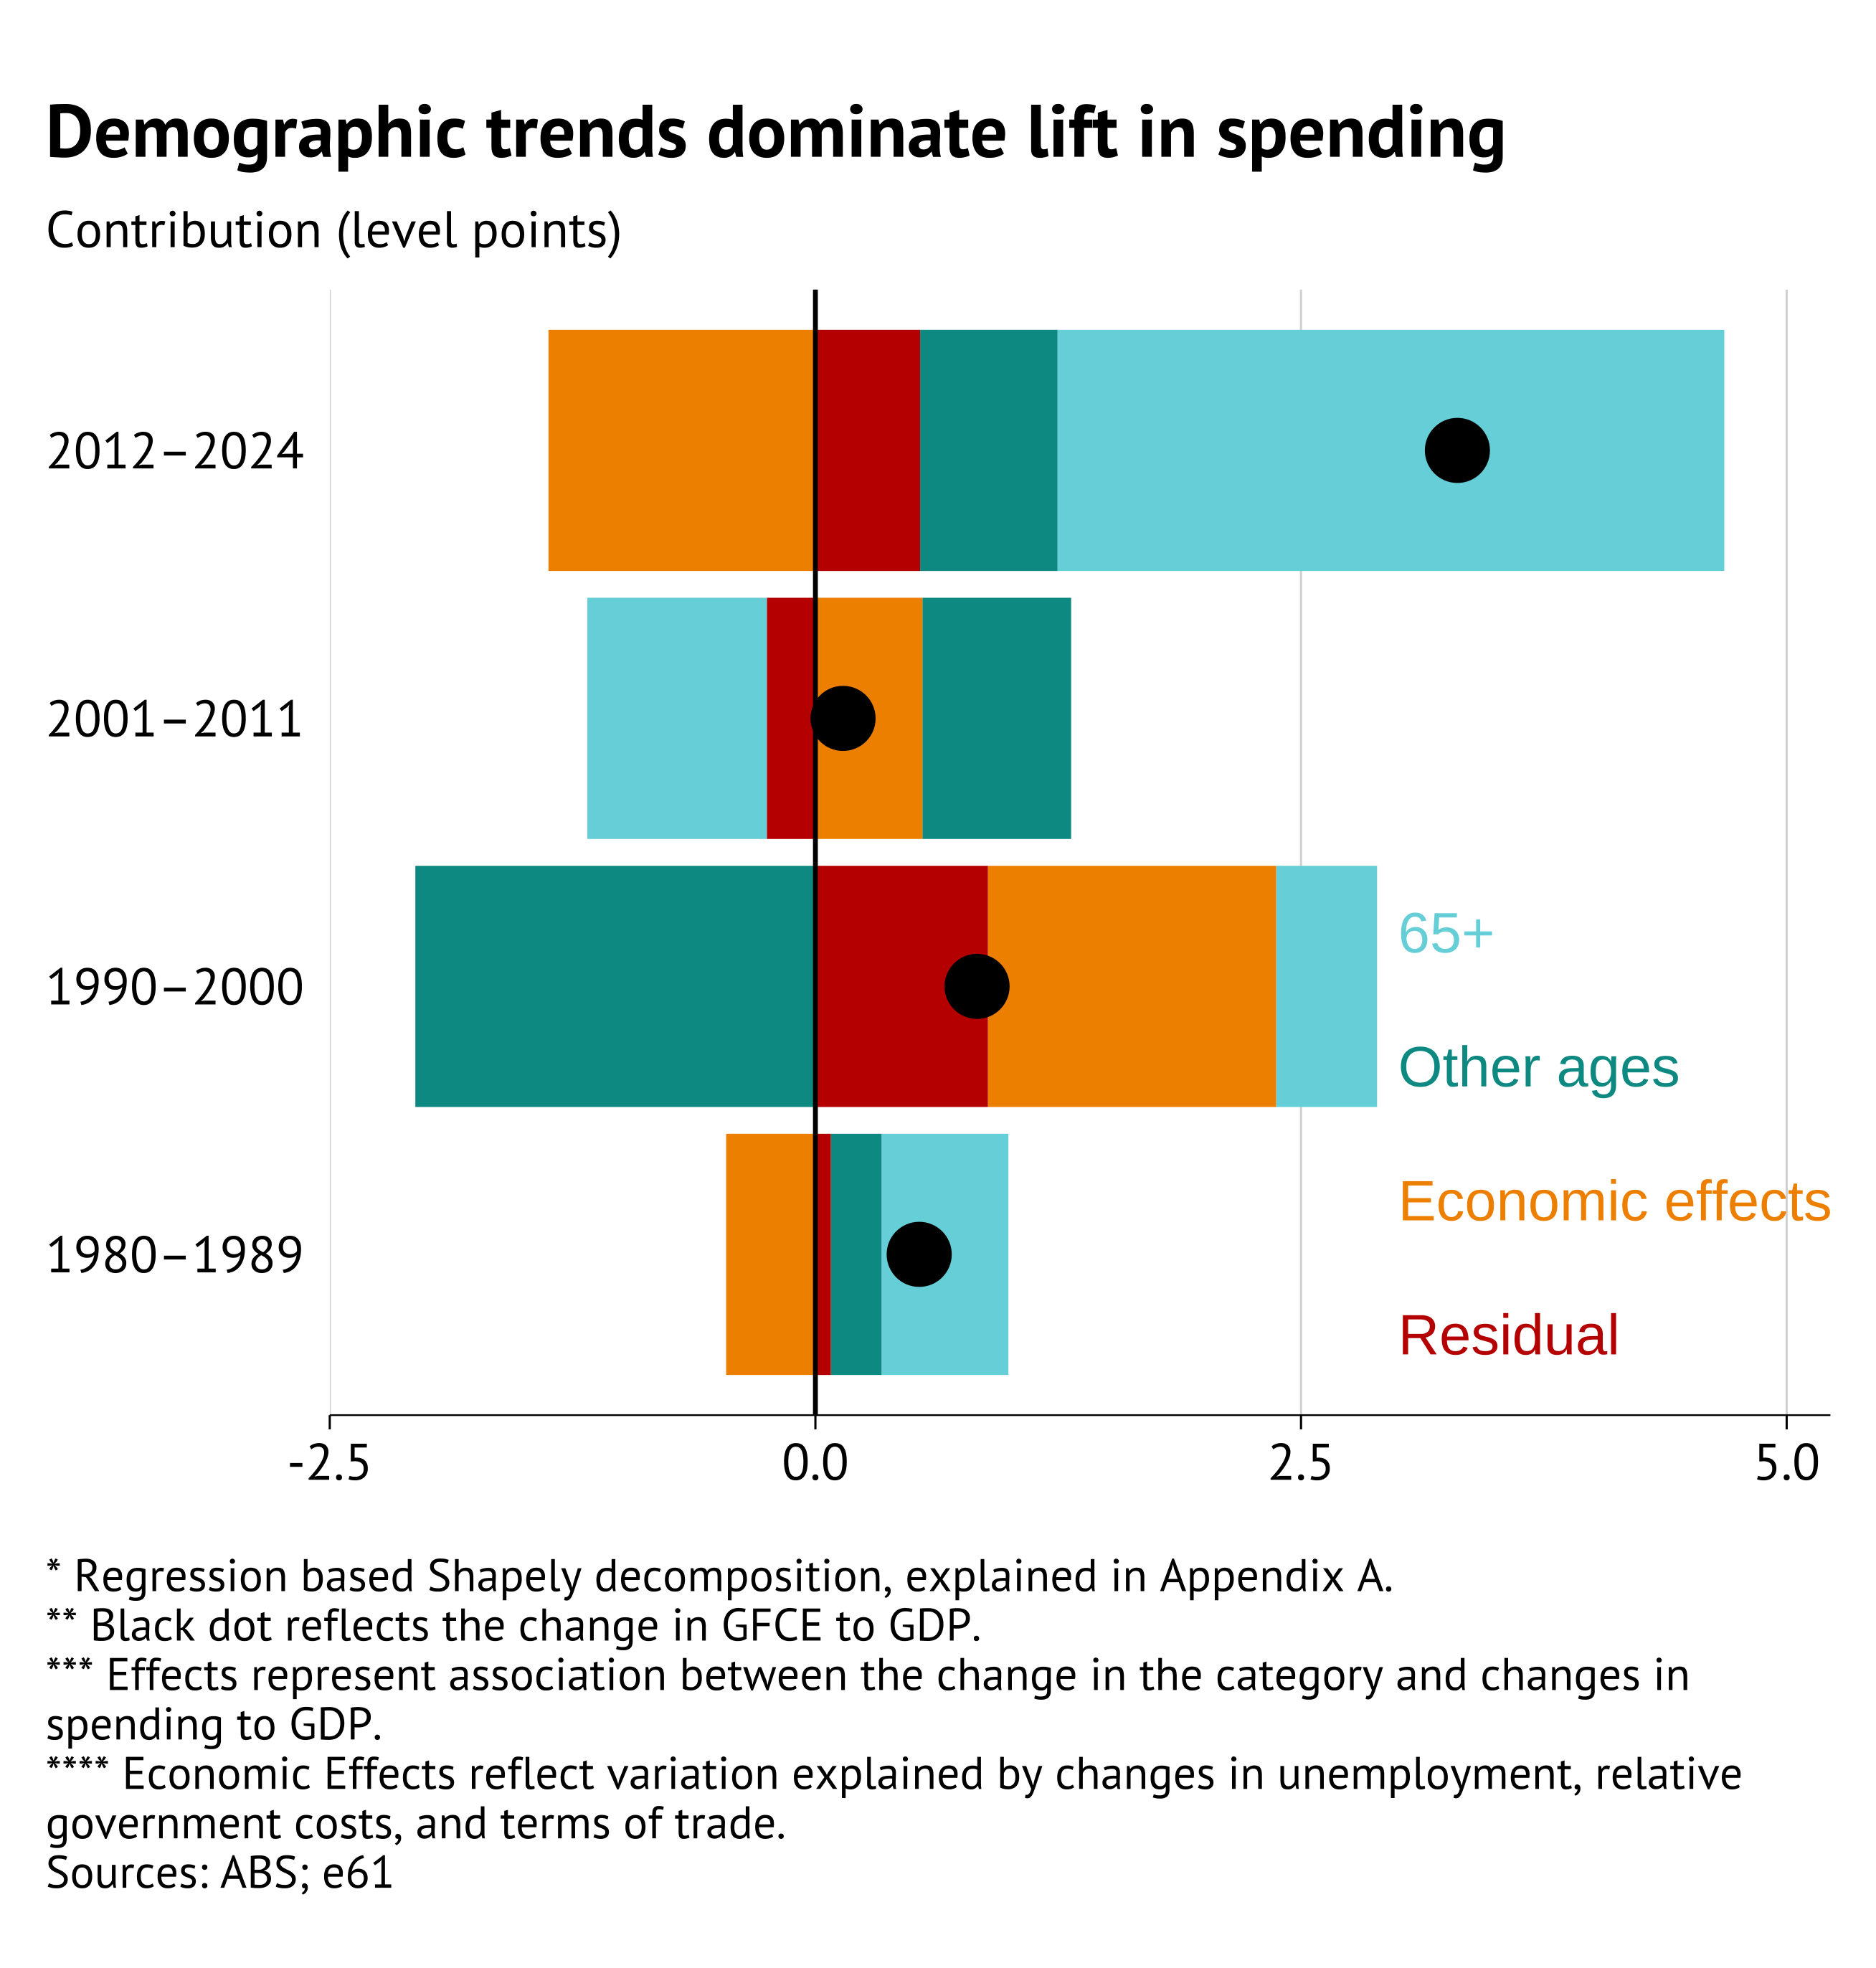 Demographic trends dominate lift in spending
Contribution (level points)
2012–2024
2001–2011
1990–2000
1980–1989
65+
Other ages
Economic effects
Residual
-2.5
0.0
2.5
5.0
* Regression based Shapely decomposition, explained in Appendix A.
** Black dot reflects the change in GFCE to GDP.
*** Effects represent association between the change in the category and changes in
spending to GDP.
**** Economic Effects reflect variation explained by changes in unemployment, relative
government costs, and terms of trade.
Sources: ABS; e61